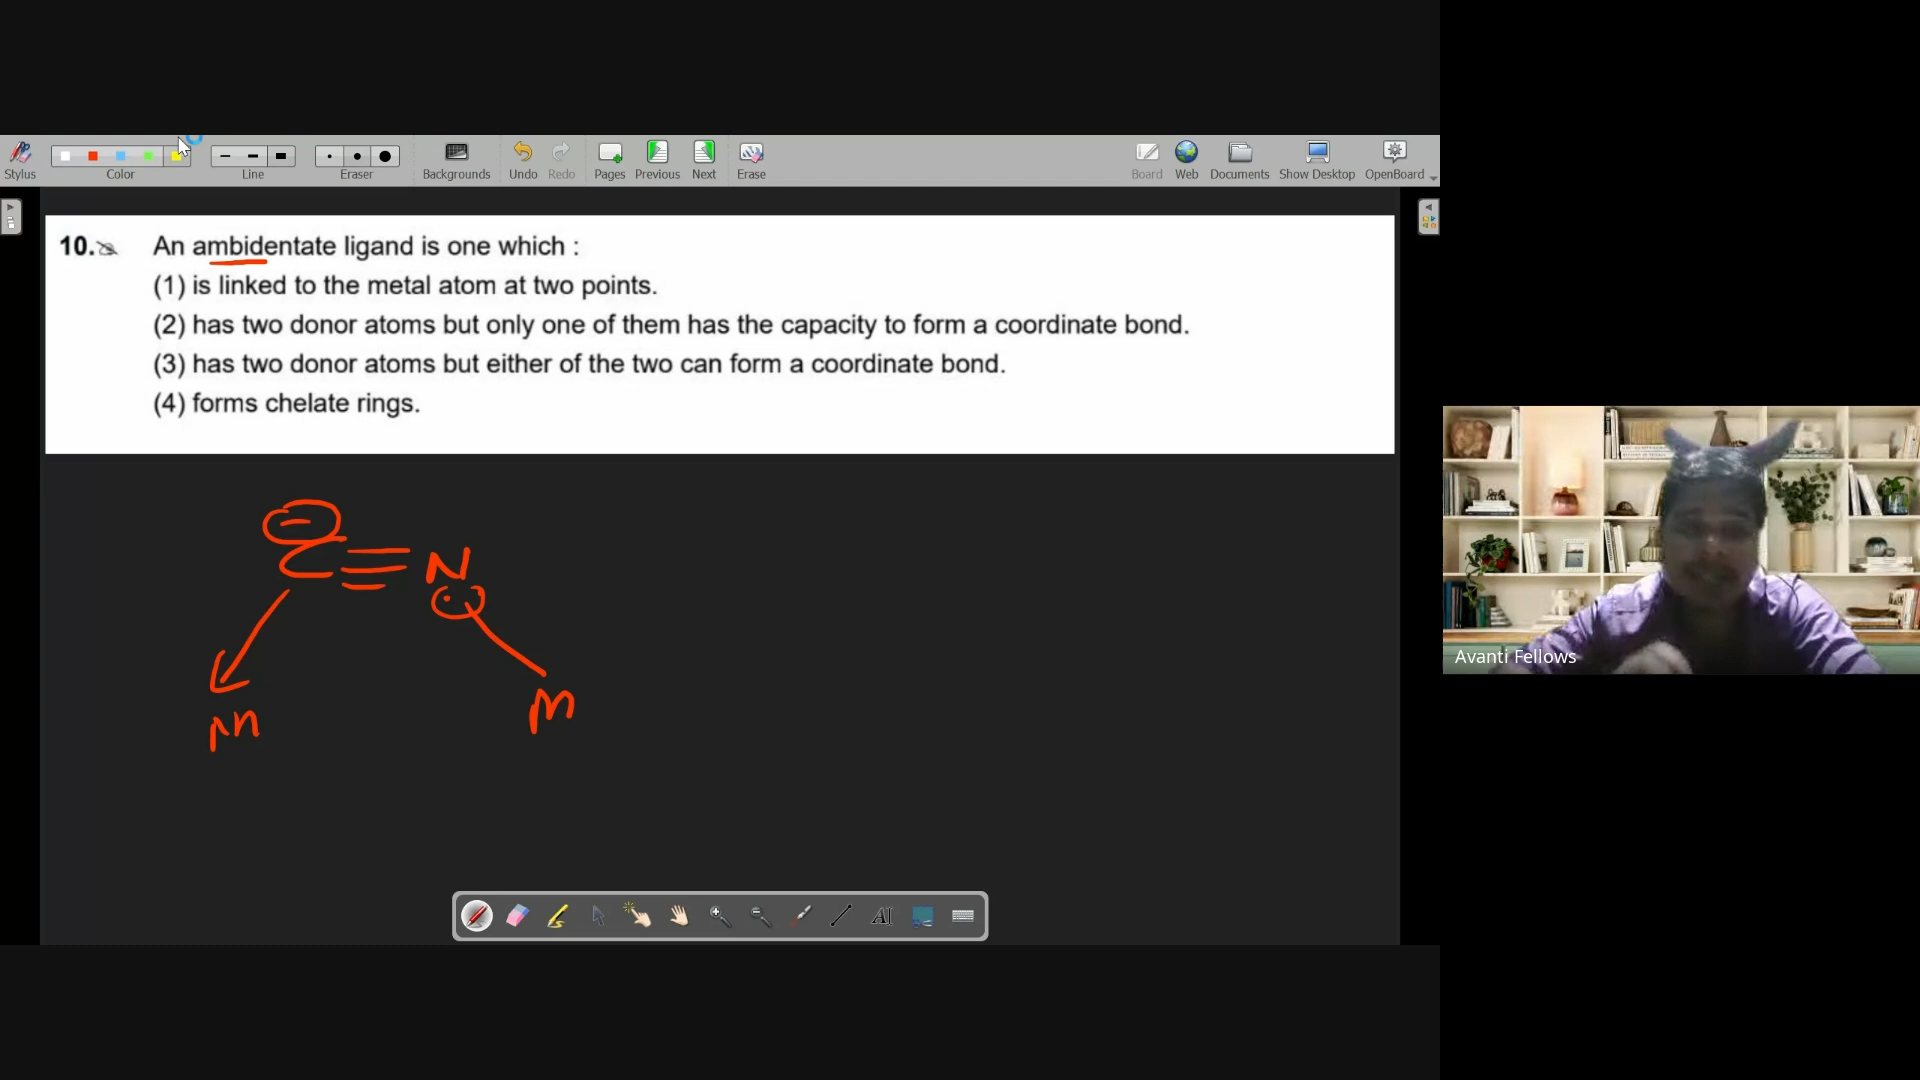 Stylus Color Line Eraser Backgrounds Undo Redo Pages Previous Next Erase Board Web Documents Show Desktop OpenBoard
10. An ambidentate ligand is one which :
(1) is linked to the metal atom at two points.
(2) has two donor atoms but only one of them has the capacity to form a coordinate bond.
(3) has two donor atoms but either of the two can form a coordinate bond.
(4) forms chelate rings.
C≡N
M M
Avanti Fellows